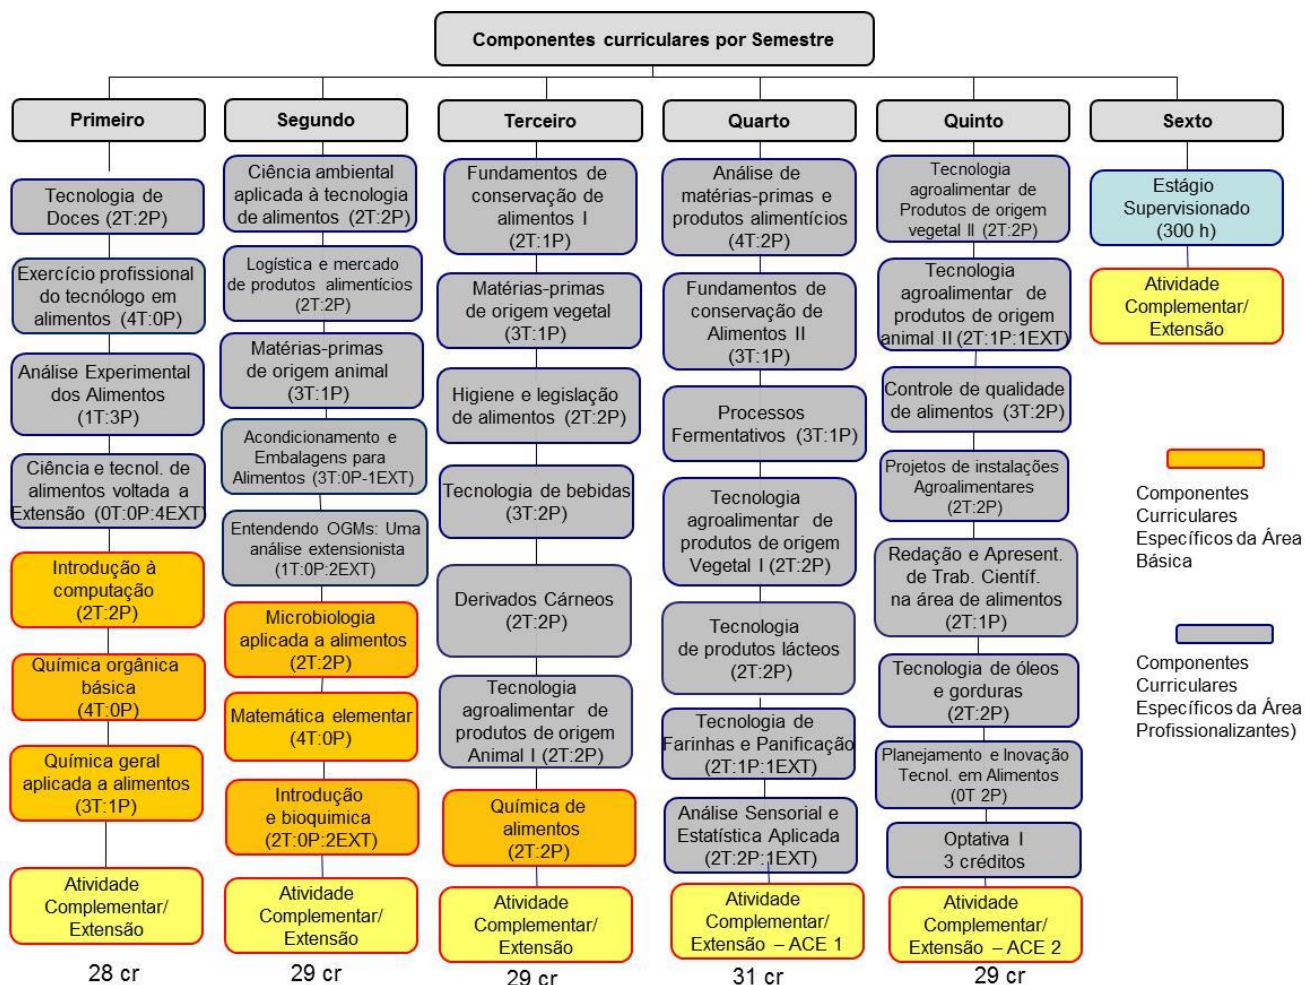 Componentes curriculares por Semestre
Primeiro
Tecnologia de
Doces (2T:2P)
Exercício profissional
do tecnólogo em
alimentos (4T:0P)
Análise Experimental
dos Alimentos
(1T:3P)
Ciência e tecnol. de
alimentos voltada a
Extensão (0T:0P:4EXT)
Introdução à
computação
(2T:2P)
Química orgânica
básica
(4T:0P)
Química geral
aplicada a alimentos
(3T:1P)
Atividade
Complementar/
Extensão
28 cr
Segundo
Ciência ambiental
aplicada à tecnologia
de alimentos (2T:2P)
Logística e mercado
de produtos alimentícios
(2T:2P)
Matérias-primas
de origem animal
(3T:1P)
Acondicionamento e
Embalagens para
Alimentos (3T:0P-1EXT)
Entendendo OGMs: Uma
análise extensionista
(1T:0P:2EXT)
Microbiologia
aplicada a alimentos
(2T:2P)
Matemática elementar
(4T:0P)
Introdução
e bioquimica
(2T:0P:2EXT)
Atividade
Complementar/
Extensão
29 cr
Terceiro
Fundamentos de
conservação de
alimentos I
(2T:1P)
Matérias-primas
de origem vegetal
(3T:1P)
Higiene e legislação
de alimentos (2T:2P)
Tecnologia de bebidas
(3T:2P)
Derivados Cárneos
(2T:2P)
Tecnologia
agroalimentar de
produtos de origem
Animal I (2T:2P)
Química de
alimentos
(2T:2P)
Atividade
Complementar/
Extensão
29 cr
Quarto
Análise de
matérias-primas e
produtos alimentícios
(4T:2P)
Fundamentos de
conservação de
Alimentos II
(3T:1P)
Processos
Fermentativos (3T:1P)
Tecnologia
agroalimentar de
produtos de origem
Vegetal I (2T:2P)
Tecnologia
de produtos lácteos
(2T:2P)
Tecnologia de
Farinhas e Panificação
(2T:1P:1EXT)
Análise Sensorial e
Estatística Aplicada
(2T:2P:1EXT)
Atividade
Complementar/
Extensão – ACE 1
31 cr
Quinto
Tecnologia
agroalimentar de
Produtos de origem
vegetal II (2T:2P)
Tecnologia
agroalimentar de
produtos de origem
animal II (2T:1P:1EXT)
Controle de qualidade
de alimentos (3T:2P)
Projetos de instalações
Agroalimentares
(2T:2P)
Redação e Apresent.
de Trab. Científ.
na área de alimentos
(2T:1P)
Tecnologia de óleos
e gorduras
(2T:2P)
Planejamento e Inovação
Tecnol. em Alimentos
(0T 2P)
Optativa I
3 créditos
Atividade
Complementar/
Extensão – ACE 2
29 cr
Sexto
Estágio
Supervisionado
(300 h)
Atividade
Complementar/
Extensão
Componentes
Curriculares
Específicos da Área
Básica
Componentes
Curriculares
Específicos da Área
Profissionalizantes)